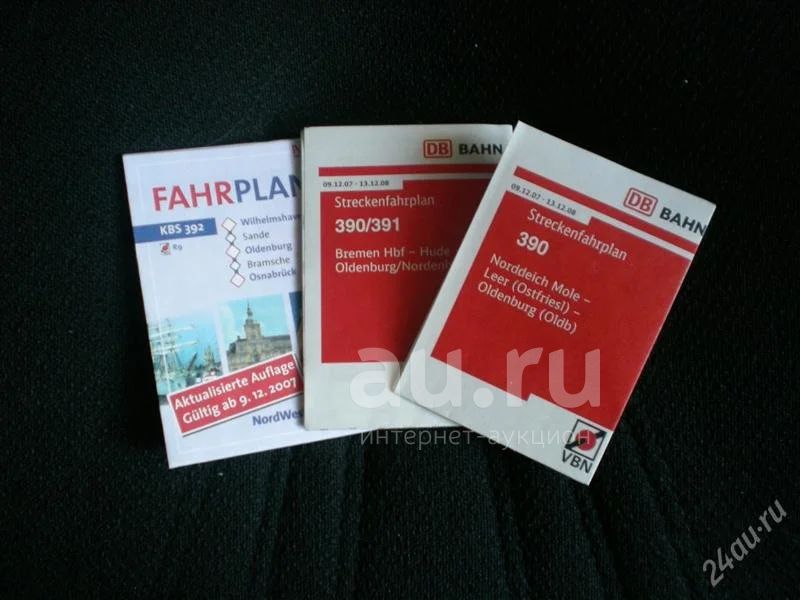 FAHRPLAN
KBS 392
R9
Wilhelmshave
Sande
Oldenburg
Bramsche
Osnabrück
Aktualisierte Auflage
Gültig ab 9. 12. 2007
NordWes
DB BAHN
09.12.07 - 13.12.08
Streckenfahrplan
390/391
Bremen Hbf – Hude
Oldenburg/Nordenh
DB BAHN
09.12.07 - 13.12.08
Streckenfahrplan
390
Norddeich Mole –
Leer (Ostfriesl) –
Oldenburg (Oldb)
VBN
au.ru
интернет-аукцион
24au.ru